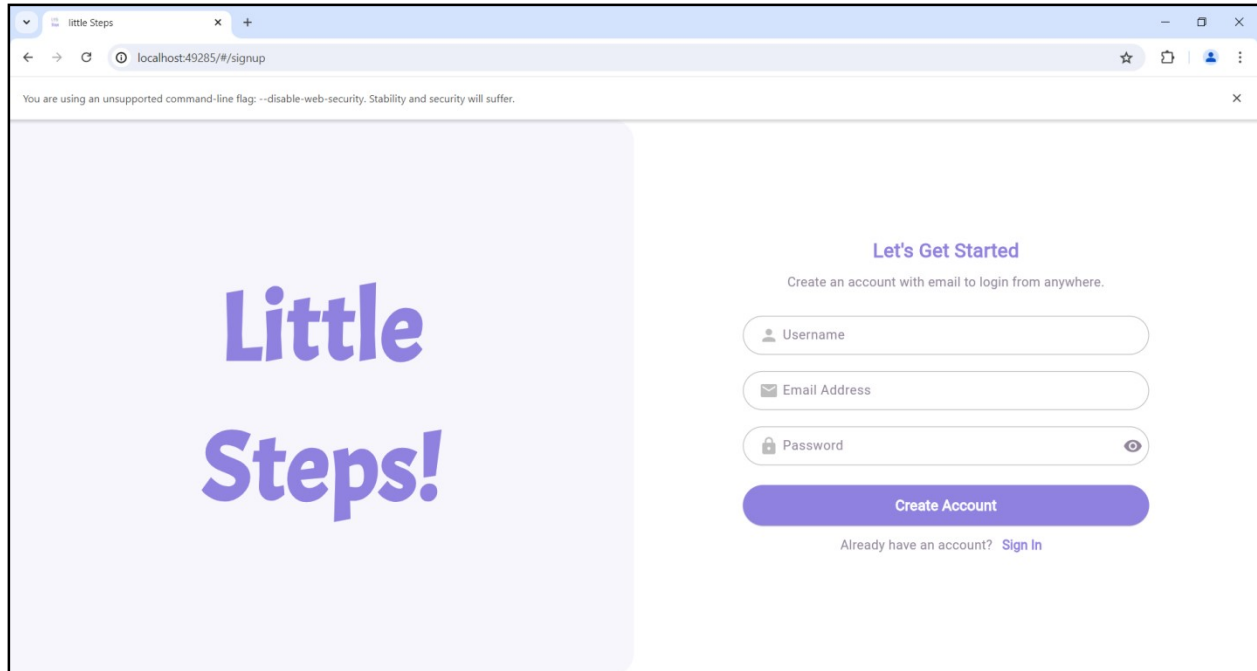 little Steps
localhost:49285/#/signup
You are using an unsupported command-line flag: --disable-web-security. Stability and security will suffer.
Little
Steps!
Let's Get Started
Create an account with email to login from anywhere.
Username
Email Address
Password
Create Account
Already have an account? Sign In